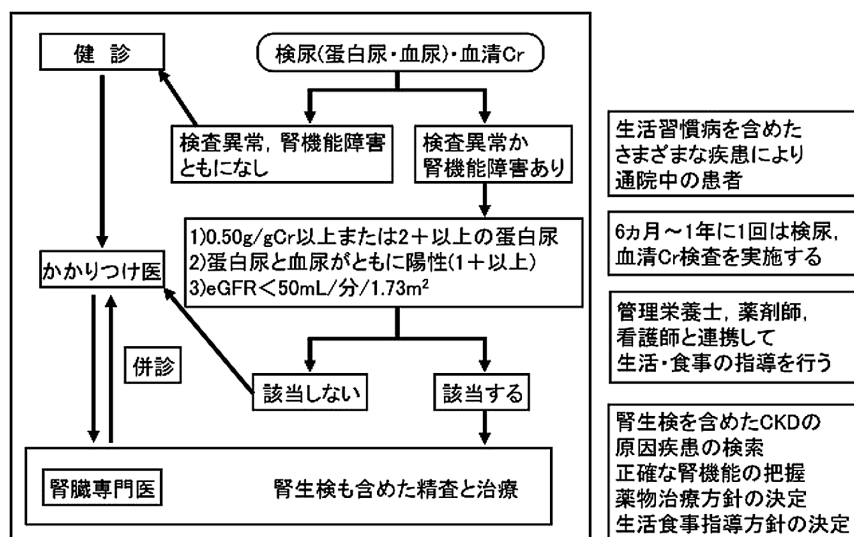 健 診
検尿(蛋白尿・血尿)・血清Cr
検査異常, 腎機能障害
ともになし
検査異常か
腎機能障害あり
1)0.50g/gCr以上または2+以上の蛋白尿
2)蛋白尿と血尿がともに陽性(1+以上)
3)eGFR<50mL/分/1.73m²
かかりつけ医
併診
該当しない
該当する
腎臓専門医
腎生検も含めた精査と治療
生活習慣病を含めた
さまざまな疾患により
通院中の患者
6ヵ月〜1年に1回は検尿,
血清Cr検査を実施する
管理栄養士, 薬剤師,
看護師と連携して
生活・食事の指導を行う
腎生検を含めたCKDの
原因疾患の検索
正確な腎機能の把握
薬物治療方針の決定
生活食事指導方針の決定